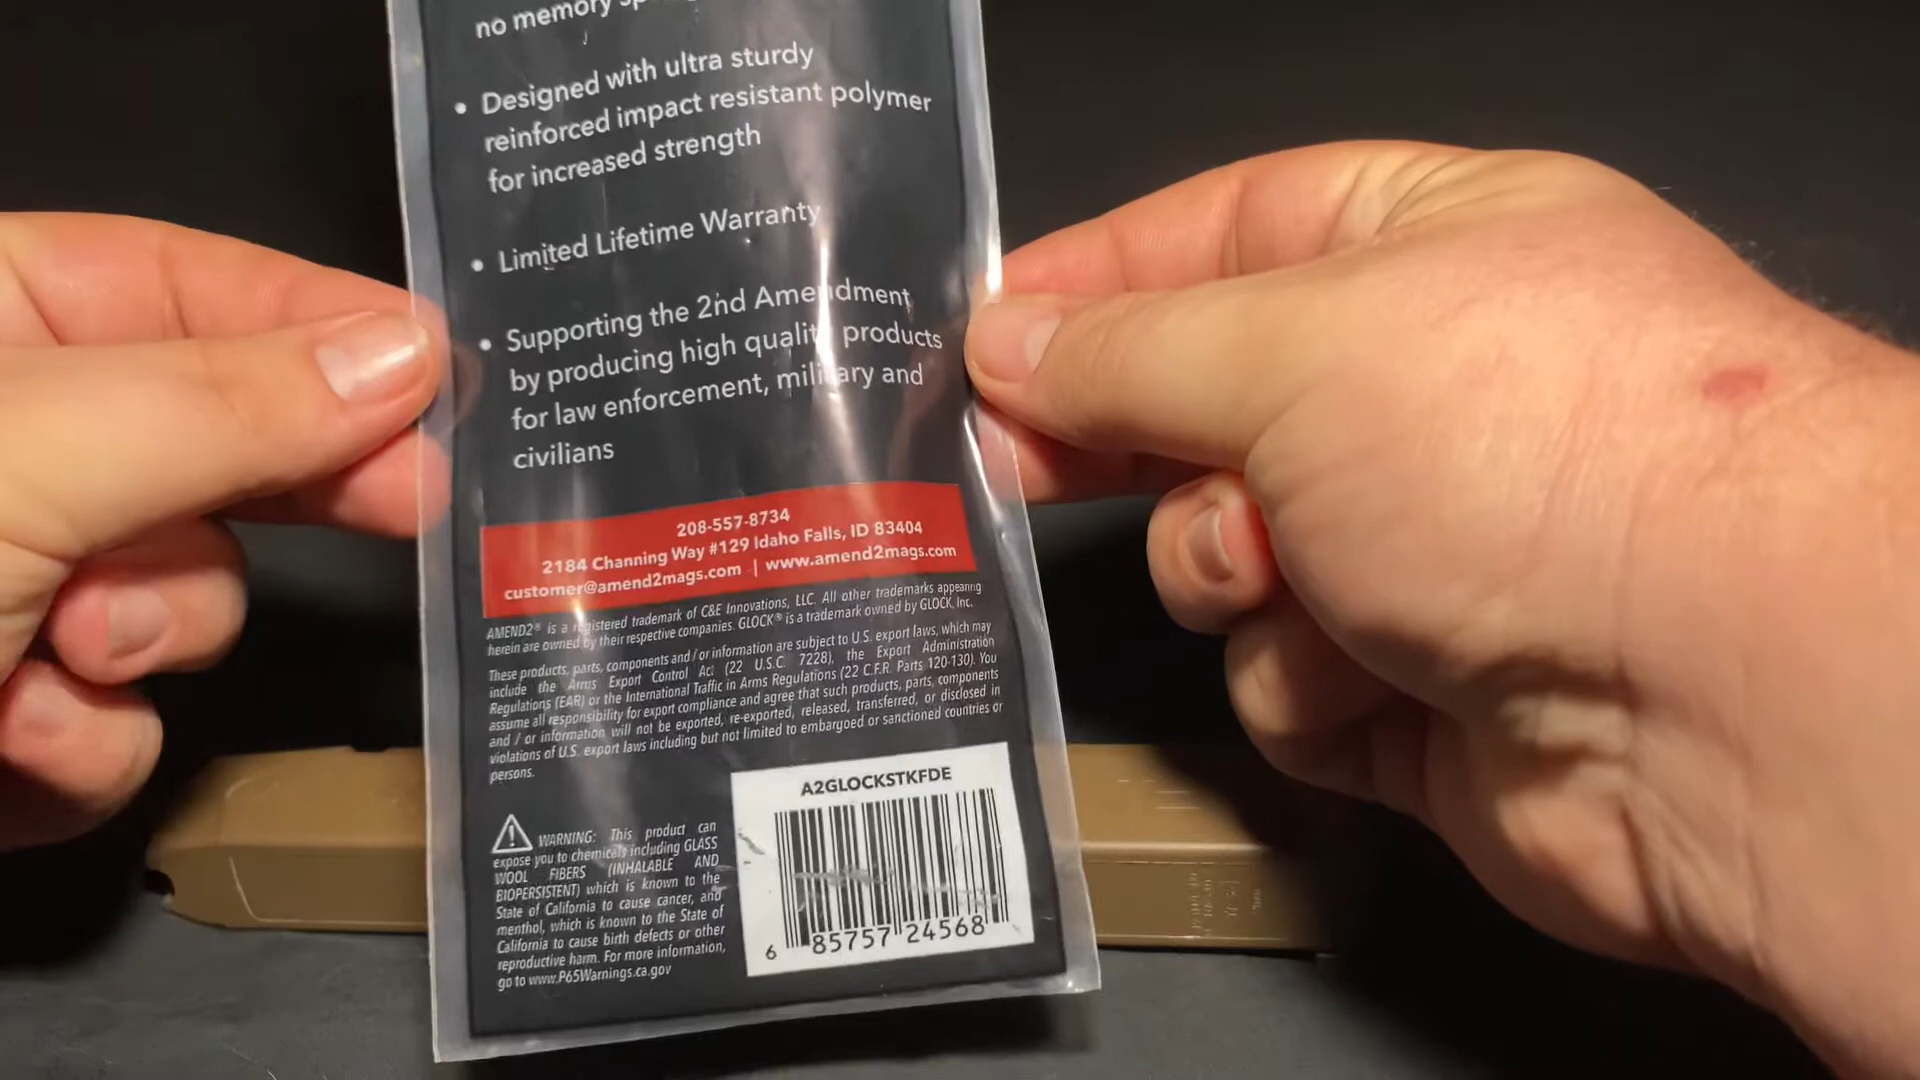 no memory
Designed with ultra sturdy
reinforced impact resistant polymer
for increased strength
Limited Lifetime Warranty
Supporting the 2nd Amendment
by producing high quality products
for law enforcement, military and
civilians
208-557-8734
2184 Channing Way #129 Idaho Falls, ID 83404
customer@amend2mags.com | www.amend2mags.com
AMEND2® is a registered trademark of C&E Innovations, LLC. All other trademarks appearing
herein are owned by their respective companies. GLOCK® is a trademark owned by GLOCK, Inc.
These products, parts, components and / or information are subject to U.S. export laws, which may
include the Arms Export Control Act (22 U.S.C. 7228), the Export Administration
Regulations (EAR) or the International Traffic in Arms Regulations (22 C.F.R. Parts 120-130). You
assume all responsibility for export compliance and agree that such products, parts, components
and / or information will not be exported, re-exported, released, transferred, or disclosed in
violations of U.S. export laws including but not limited to embargoed or sanctioned countries or
persons.
WARNING: This product can
expose you to chemicals including GLASS
WOOL FIBERS (INHALABLE AND
BIOPERSISTENT) which is known to the
State of California to cause cancer, and
menthol, which is known to the State of
California to cause birth defects or other
reproductive harm. For more information,
go to www.P65Warnings.ca.gov
A2GLOCKSTKFDE
6 85757 24568